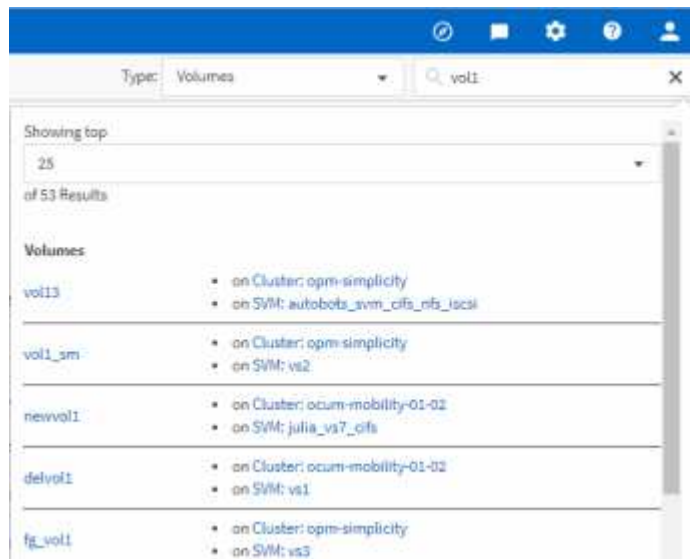 Type: Volumes vol1
Showing top
25
of 53 Results
Volumes
vol13
on Cluster: opm-simplicity
on SVM: autobots_svm_cifs_nfs_iscsi
vol1_sm
on Cluster: opm-simplicity
on SVM: vs2
newvol1
on Cluster: ocum-mobility-01-02
on SVM: julia_vs7_cifs
delvol1
on Cluster: ocum-mobility-01-02
on SVM: vs1
fg_vol1
on Cluster: opm-simplicity
on SVM: vs3